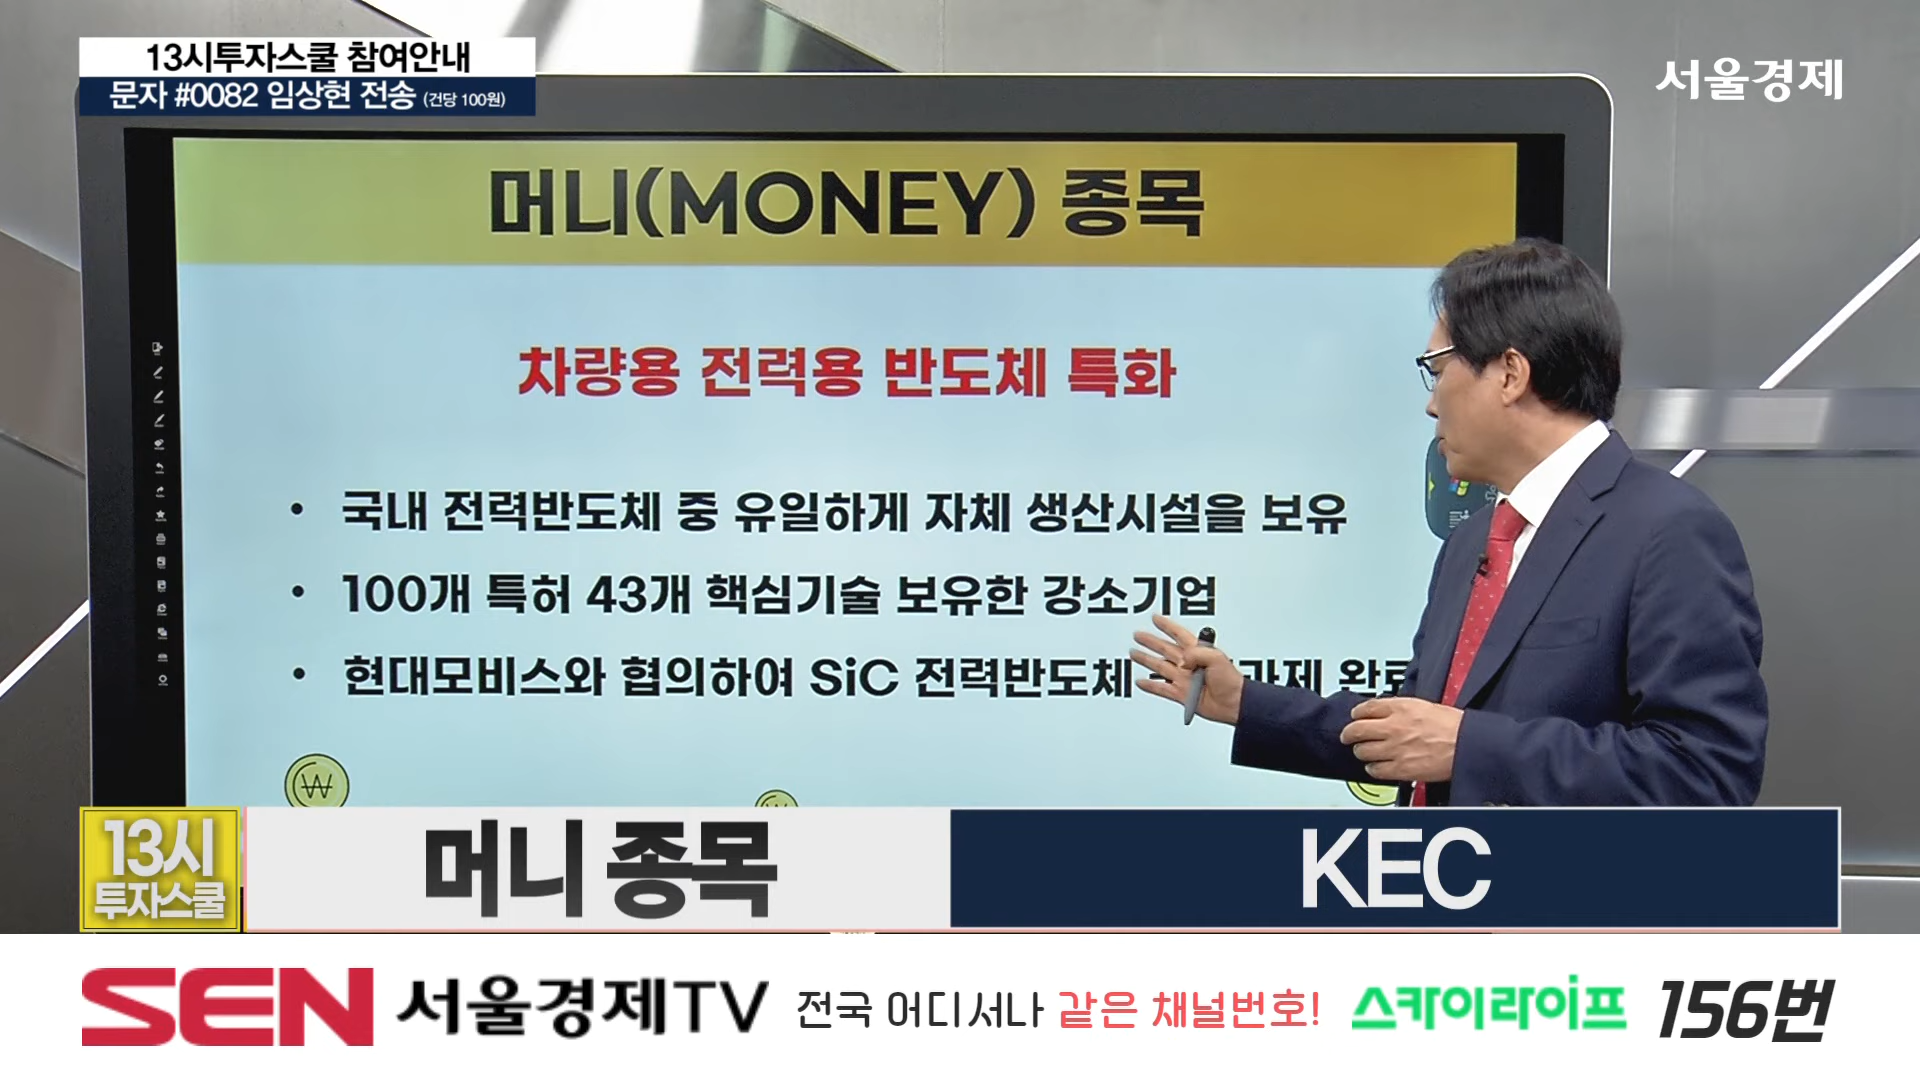 13시투자스쿨 참여안내
문자 #0082 임상현 전송 (건당 100원)
서울경제
머니(MONEY) 종목
차량용 전력용 반도체 특화
• 국내 전력반도체 중 유일하게 자체 생산시설을 보유
• 100개 특허 43개 핵심기술 보유한 강소기업
• 현대모비스와 협의하여 SiC 전력반도체
13시
투자스쿨
머니 종목
KEC
SEN 서울경제TV 전국 어디서나 같은 채널번호! 스카이라이프 156번